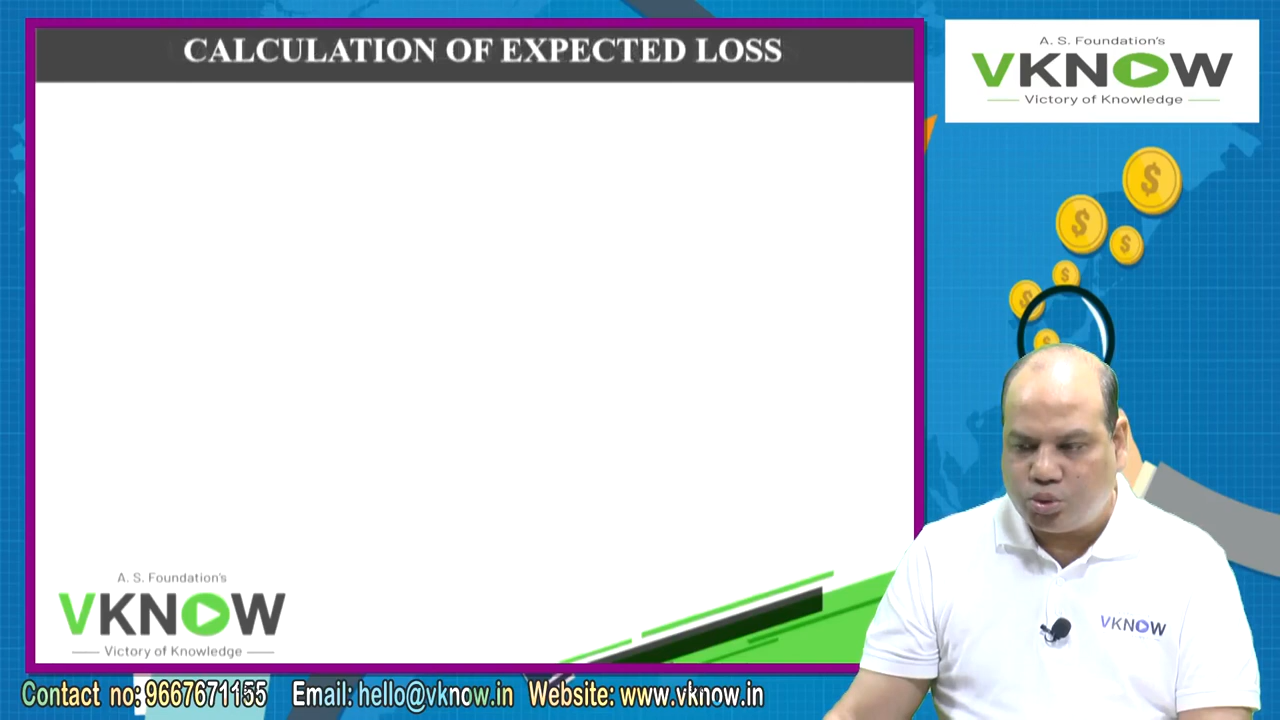 CALCULATION OF EXPECTED LOSS
A. S. Foundation's
VKNOW
Victory of Knowledge
$
$
$
$
$
$
VKNOW
A. S. Foundation's
VKNOW
Victory of Knowledge
Contact no: 9667671155 Email: hello@vknow.in Website: www.vknow.in